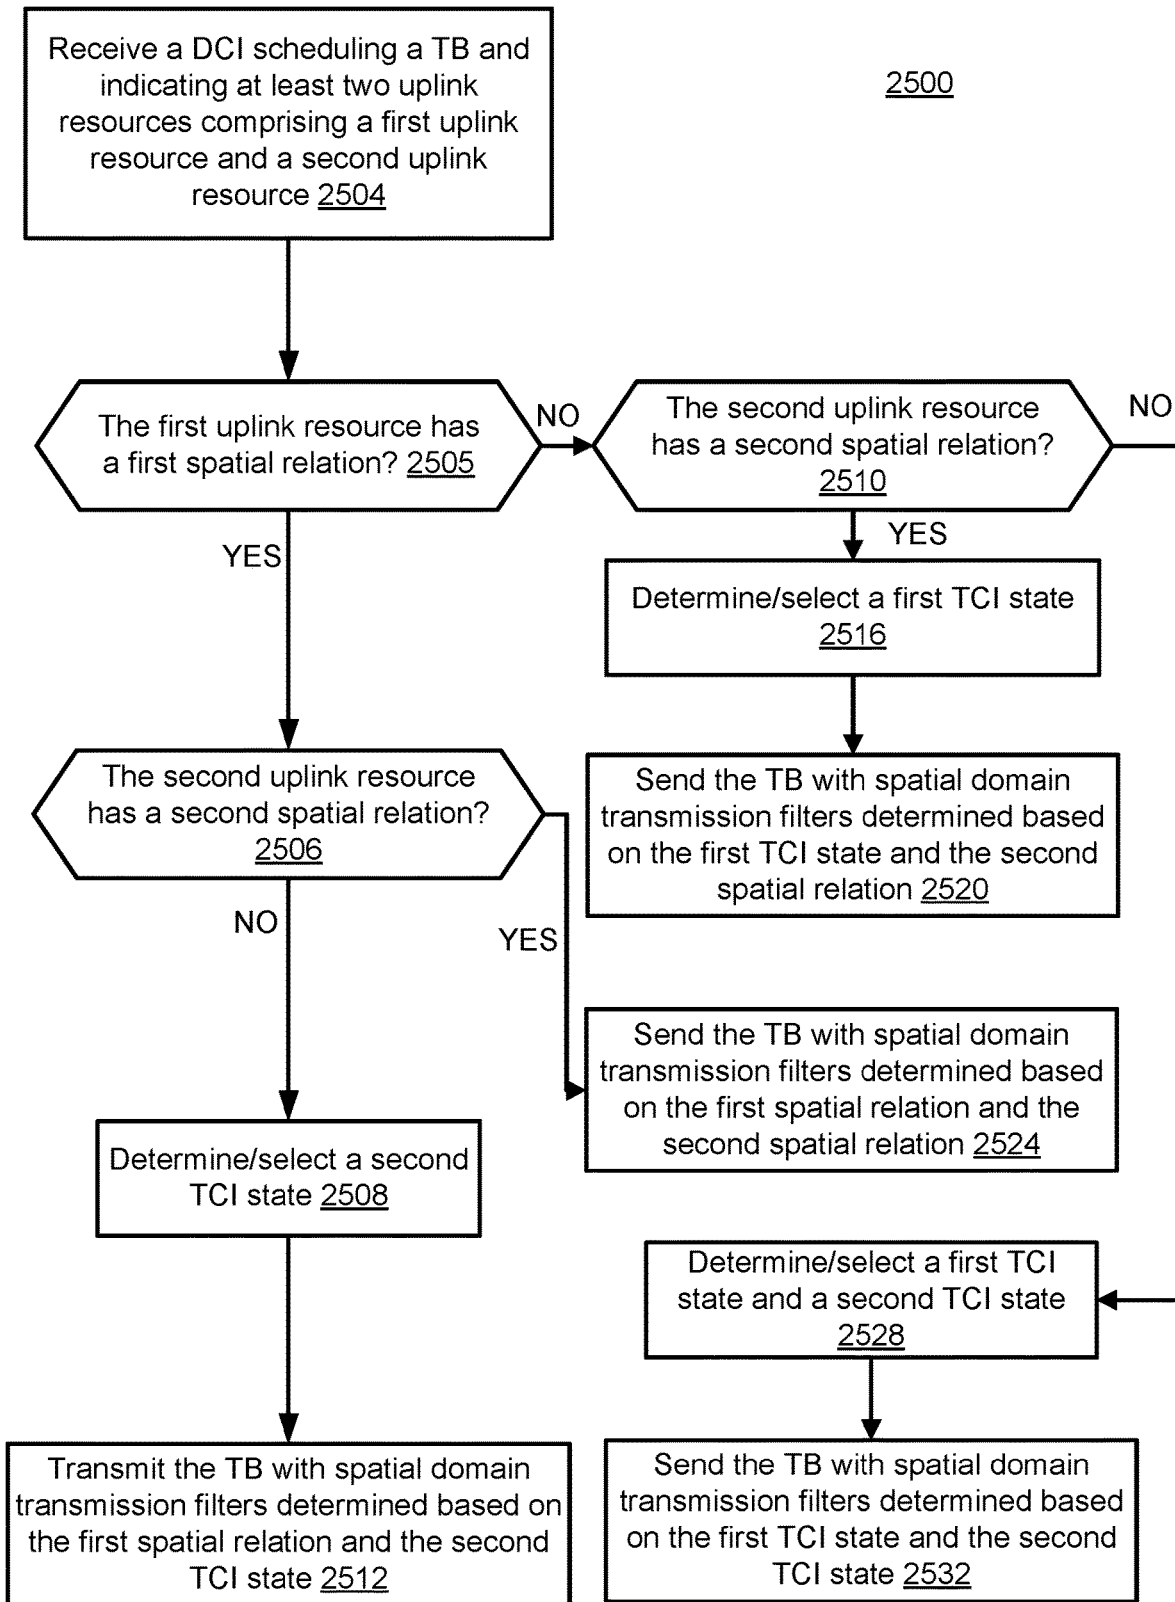 Receive a DCI scheduling a TB and
indicating at least two uplink
resources comprising a first uplink
resource and a second uplink
resource 2504
2500
The first uplink resource has
a first spatial relation? 2505
NO
The second uplink resource
has a second spatial relation?
2510
NO
YES
YES
Determine/select a first TCI state
2516
Send the TB with spatial domain
transmission filters determined based
on the first TCI state and the second
spatial relation 2520
The second uplink resource
has a second spatial relation?
2506
NO
YES
Send the TB with spatial domain
transmission filters determined based
on the first spatial relation and the
second spatial relation 2524
Determine/select a second
TCI state 2508
Determine/select a first TCI
state and a second TCI state
2528
Transmit the TB with spatial domain
transmission filters determined based on
the first spatial relation and the second
TCI state 2512
Send the TB with spatial domain
transmission filters determined based
on the first TCI state and the second
TCI state 2532